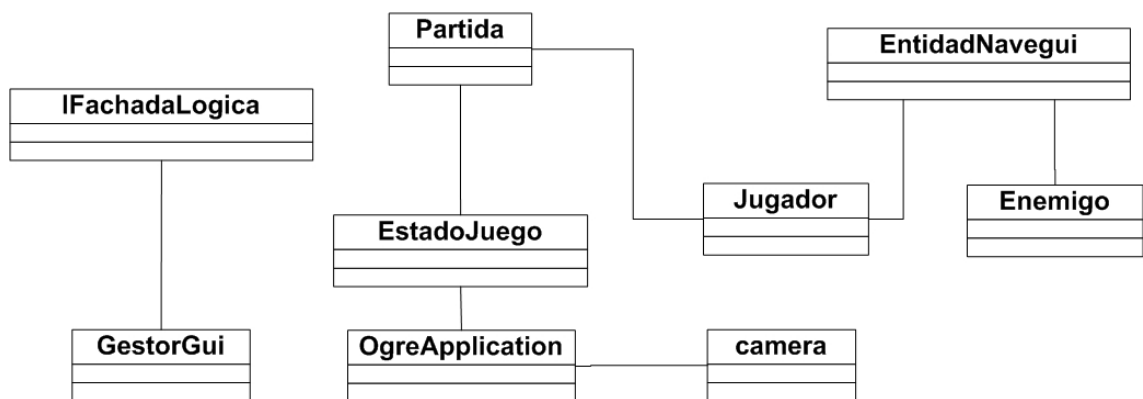 Partida
EntidadNavegui
IFachadaLogica
Jugador
Enemigo
EstadoJuego
GestorGui
OgreApplication
camera